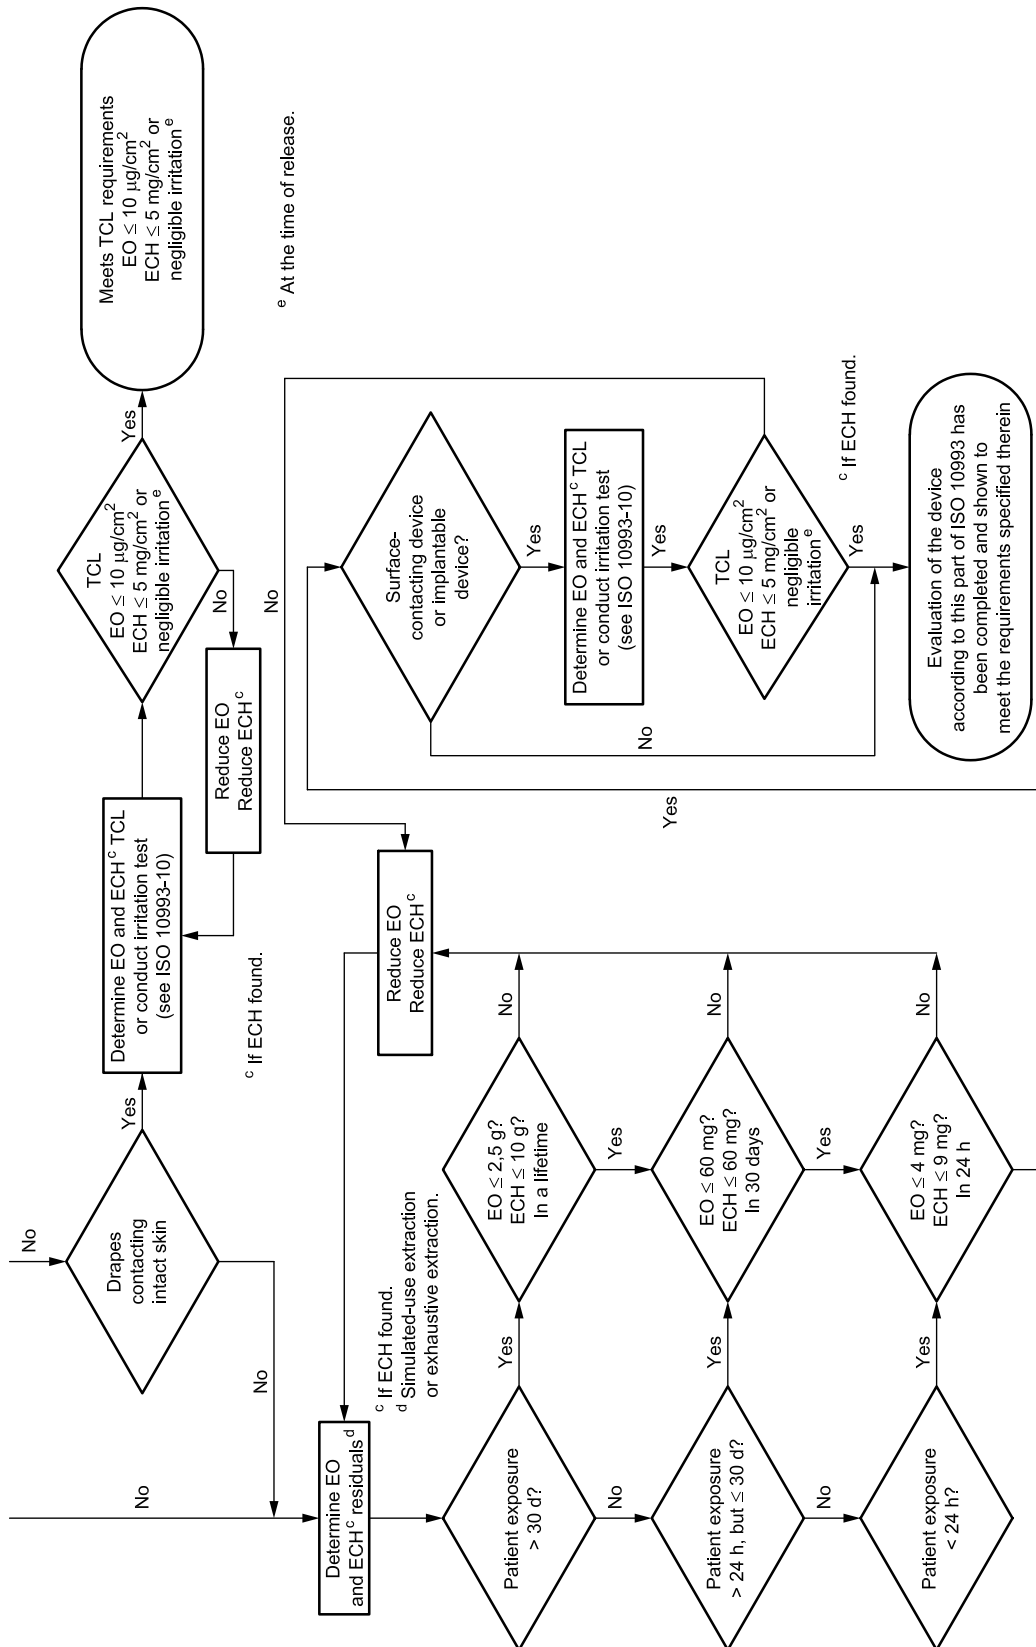 No
No
Drapes
contacting
intact skin
Yes
No
Determine EO and ECH c TCL
or conduct irritation test
(see ISO 10993-10)
TCL
EO ≤ 10 μg/cm2
ECH ≤ 5 mg/cm2 or
negligible irritation e
Yes
No
Meets TCL requirements
EO ≤ 10 μg/cm2
ECH ≤ 5 mg/cm2 or
negligible irritation e
Reduce EO
Reduce ECH c
c If ECH found.
e At the time of release.
Determine EO
and ECH c residuals d
c If ECH found.
d Simulated-use extraction
or exhaustive extraction.
Reduce EO
Reduce ECH c
No
Patient exposure
> 30 d?
Yes
No
EO ≤ 2,5 g?
ECH ≤ 10 g?
In a lifetime
No
Yes
Patient exposure
> 24 h, but ≤ 30 d?
Yes
No
EO ≤ 60 mg?
ECH ≤ 60 mg?
In 30 days
No
Yes
Patient exposure
< 24 h?
Yes
EO ≤ 4 mg?
ECH ≤ 9 mg?
In 24 h
No
Yes
Surface-
contacting device
or implantable
device?
Yes
No
Determine EO and ECH c TCL
or conduct irritation test
(see ISO 10993-10)
Yes
TCL
EO ≤ 10 μg/cm2
ECH ≤ 5 mg/cm2 or
negligible
irritation e
Yes
c If ECH found.
Evaluation of the device
according to this part of ISO 10993 has
been completed and shown to
meet the requirements specified therein